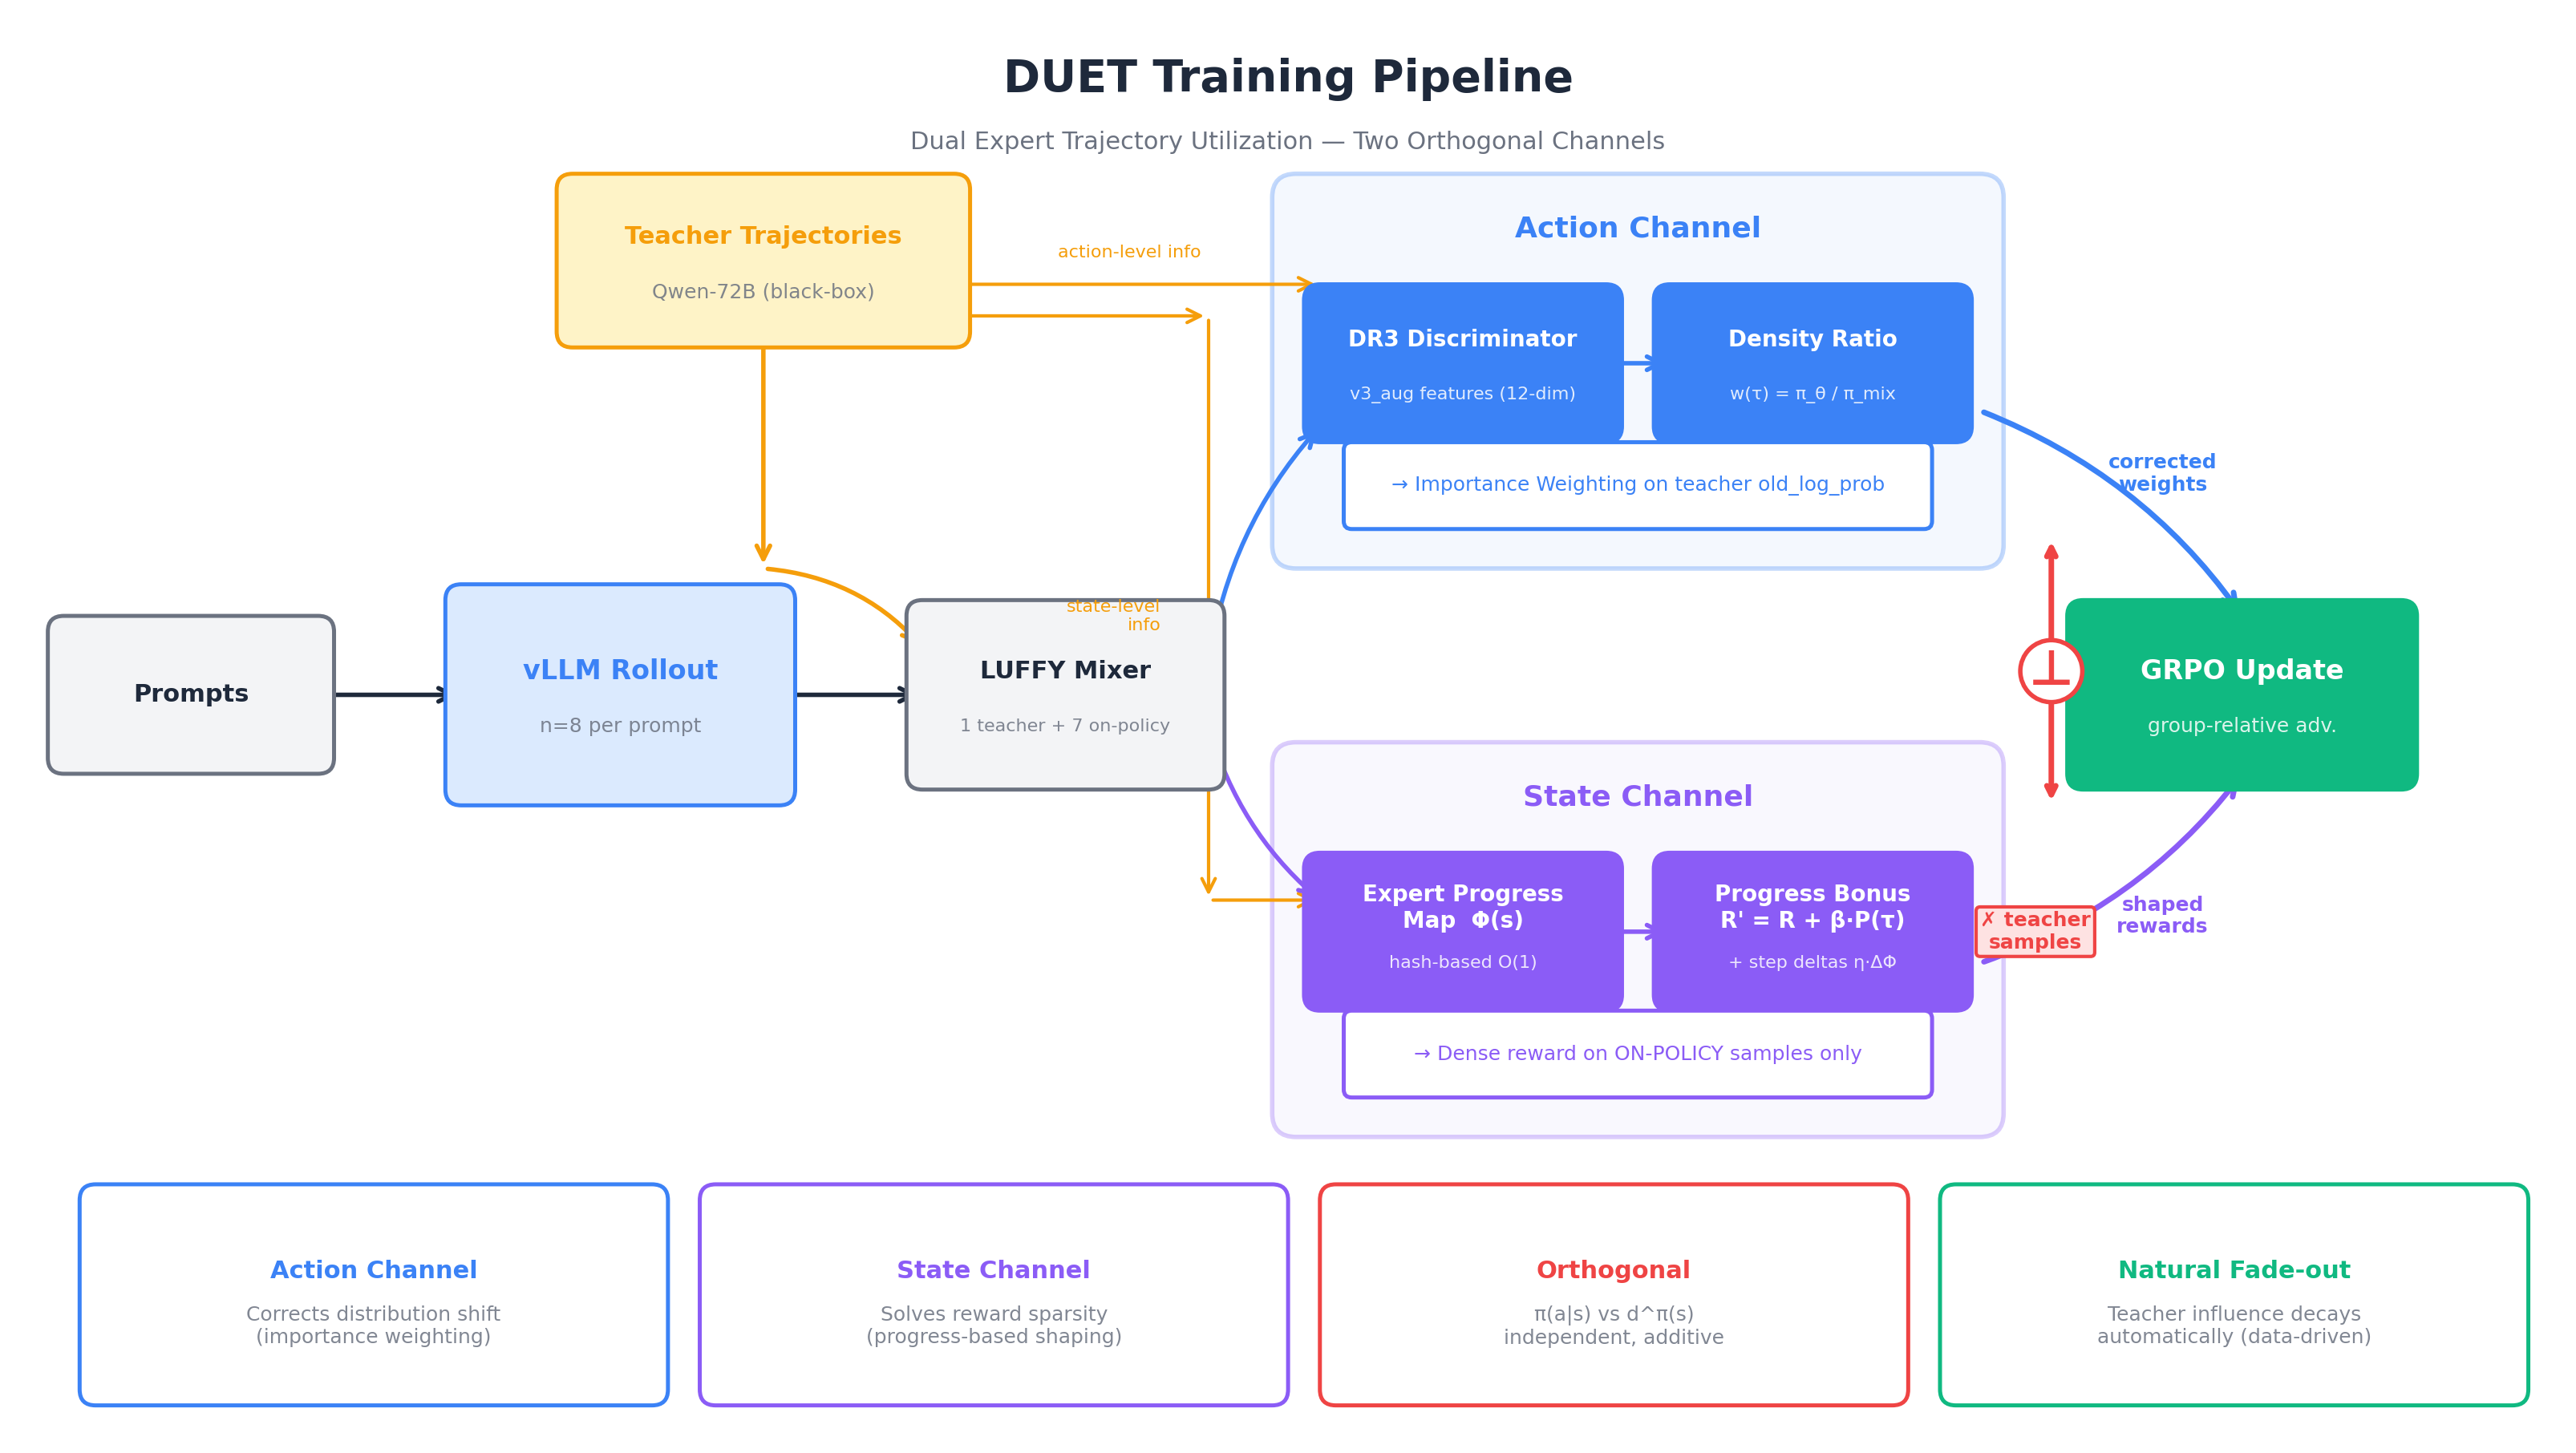 DUET Training Pipeline
Dual Expert Trajectory Utilization — Two Orthogonal Channels
Teacher Trajectories
Qwen-72B (black-box)
action-level info
Action Channel
DR3 Discriminator
v3_aug features (12-dim)
Density Ratio
w(τ) = π_θ / π_mix
→ Importance Weighting on teacher old_log_prob
corrected
weights
Prompts
vLLM Rollout
n=8 per prompt
state-level
info
LUFFY Mixer
1 teacher + 7 on-policy
⊥
GRPO Update
group-relative adv.
State Channel
Expert Progress
Map  Φ(s)
hash-based O(1)
Progress Bonus
R' = R + β·P(τ)
+ step deltas η·ΔΦ
✗ teacher
samples
shaped
rewards
→ Dense reward on ON-POLICY samples only
Action Channel
Corrects distribution shift
(importance weighting)
State Channel
Solves reward sparsity
(progress-based shaping)
Orthogonal
π(a|s) vs d^π(s)
independent, additive
Natural Fade-out
Teacher influence decays
automatically (data-driven)